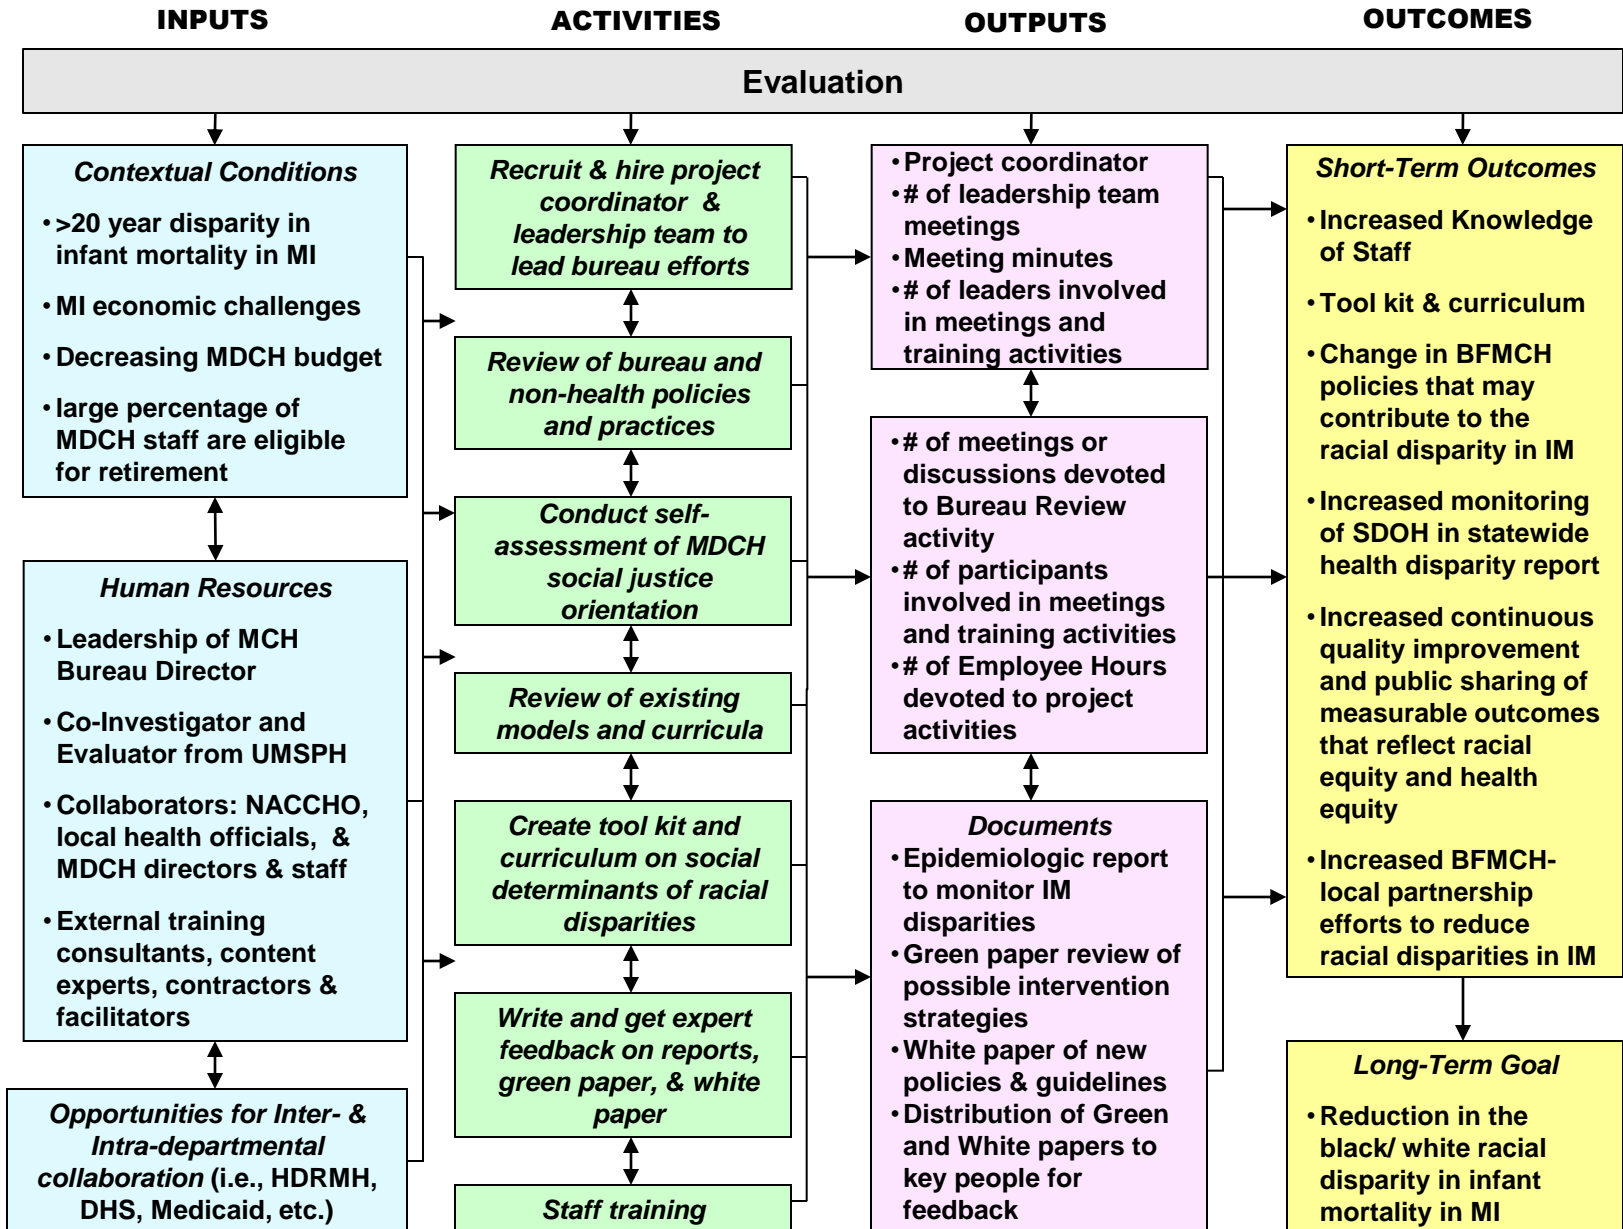 INPUTS
ACTIVITIES
OUTPUTS
OUTCOMES
Evaluation
Contextual Conditions
• >20 year disparity in
infant mortality in MI
• MI economic challenges
• Decreasing MDCH budget
• large percentage of
MDCH staff are eligible
for retirement
Human Resources
• Leadership of MCH
Bureau Director
• Co-Investigator and
Evaluator from UMSPH
• Collaborators: NACCHO,
local health officials, &
MDCH directors & staff
• External training
consultants, content
experts, contractors &
facilitators
Opportunities for Inter- &
Intra-departmental
collaboration (i.e., HDRMH,
DHS, Medicaid, etc.)
Recruit & hire project
coordinator &
leadership team to
lead bureau efforts
Review of bureau and
non-health policies
and practices
Conduct self-
assessment of MDCH
social justice
orientation
Review of existing
models and curricula
Create tool kit and
curriculum on social
determinants of racial
disparities
Write and get expert
feedback on reports,
green paper, & white
paper
Staff training
• Project coordinator
• # of leadership team
meetings
• Meeting minutes
• # of leaders involved
in meetings and
training activities
• # of meetings or
discussions devoted
to Bureau Review
activity
• # of participants
involved in meetings
and training activities
• # of Employee Hours
devoted to project
activities
Documents
• Epidemiologic report
to monitor IM
disparities
• Green paper review of
possible intervention
strategies
• White paper of new
policies & guidelines
• Distribution of Green
and White papers to
key people for
feedback
Short-Term Outcomes
• Increased Knowledge
of Staff
• Tool kit & curriculum
• Change in BFMCH
policies that may
contribute to the
racial disparity in IM
• Increased monitoring
of SDOH in statewide
health disparity report
• Increased continuous
quality improvement
and public sharing of
measurable outcomes
that reflect racial
equity and health
equity
• Increased BFMCH-
local partnership
efforts to reduce
racial disparities in IM
Long-Term Goal
• Reduction in the
black/ white racial
disparity in infant
mortality in MI